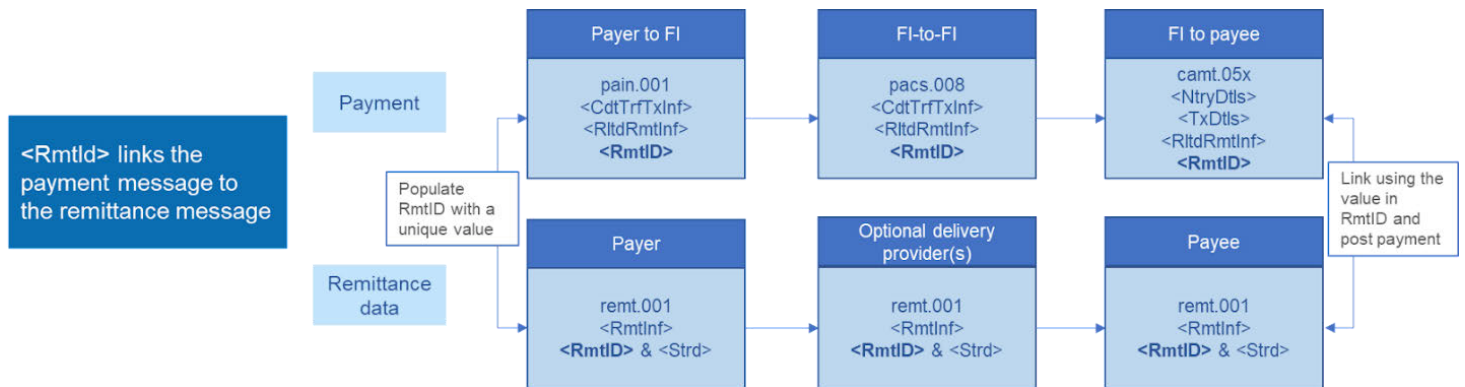 <RmtId> links the
payment message to
the remittance message
Payment
Payer to FI
pain.001
<CdtTrfTxInf>
<RltdRmtInf>
<RmtID>
FI-to-FI
pacs.008
<CdtTrfTxInf>
<RltdRmtInf>
<RmtID>
FI to payee
camt.05x
<NtryDtls>
<TxDtls>
<RltdRmtInf>
<RmtID>
Populate
RmtID with a
unique value
Link using the
value in
RmtID and
post payment
Remittance
data
Payer
remt.001
<RmtInf>
<RmtID> & <Strd>
Optional delivery
provider(s)
remt.001
<RmtInf>
<RmtID> & <Strd>
Payee
remt.001
<RmtInf>
<RmtID> & <Strd>